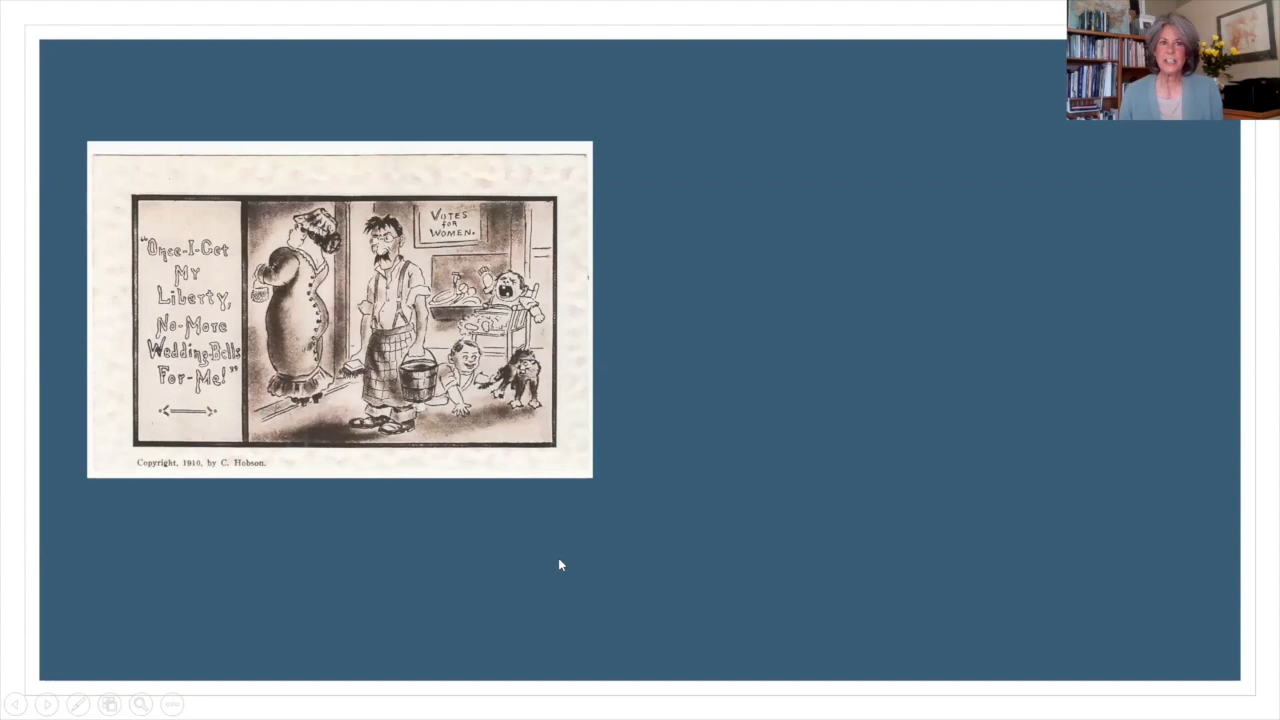 "Once-I-Get
My
Liberty,
No-More
Wedding-Bells
For-Me!"
VOTES
FOR
WOMEN.
Copyright, 1910, by C. Hobson.